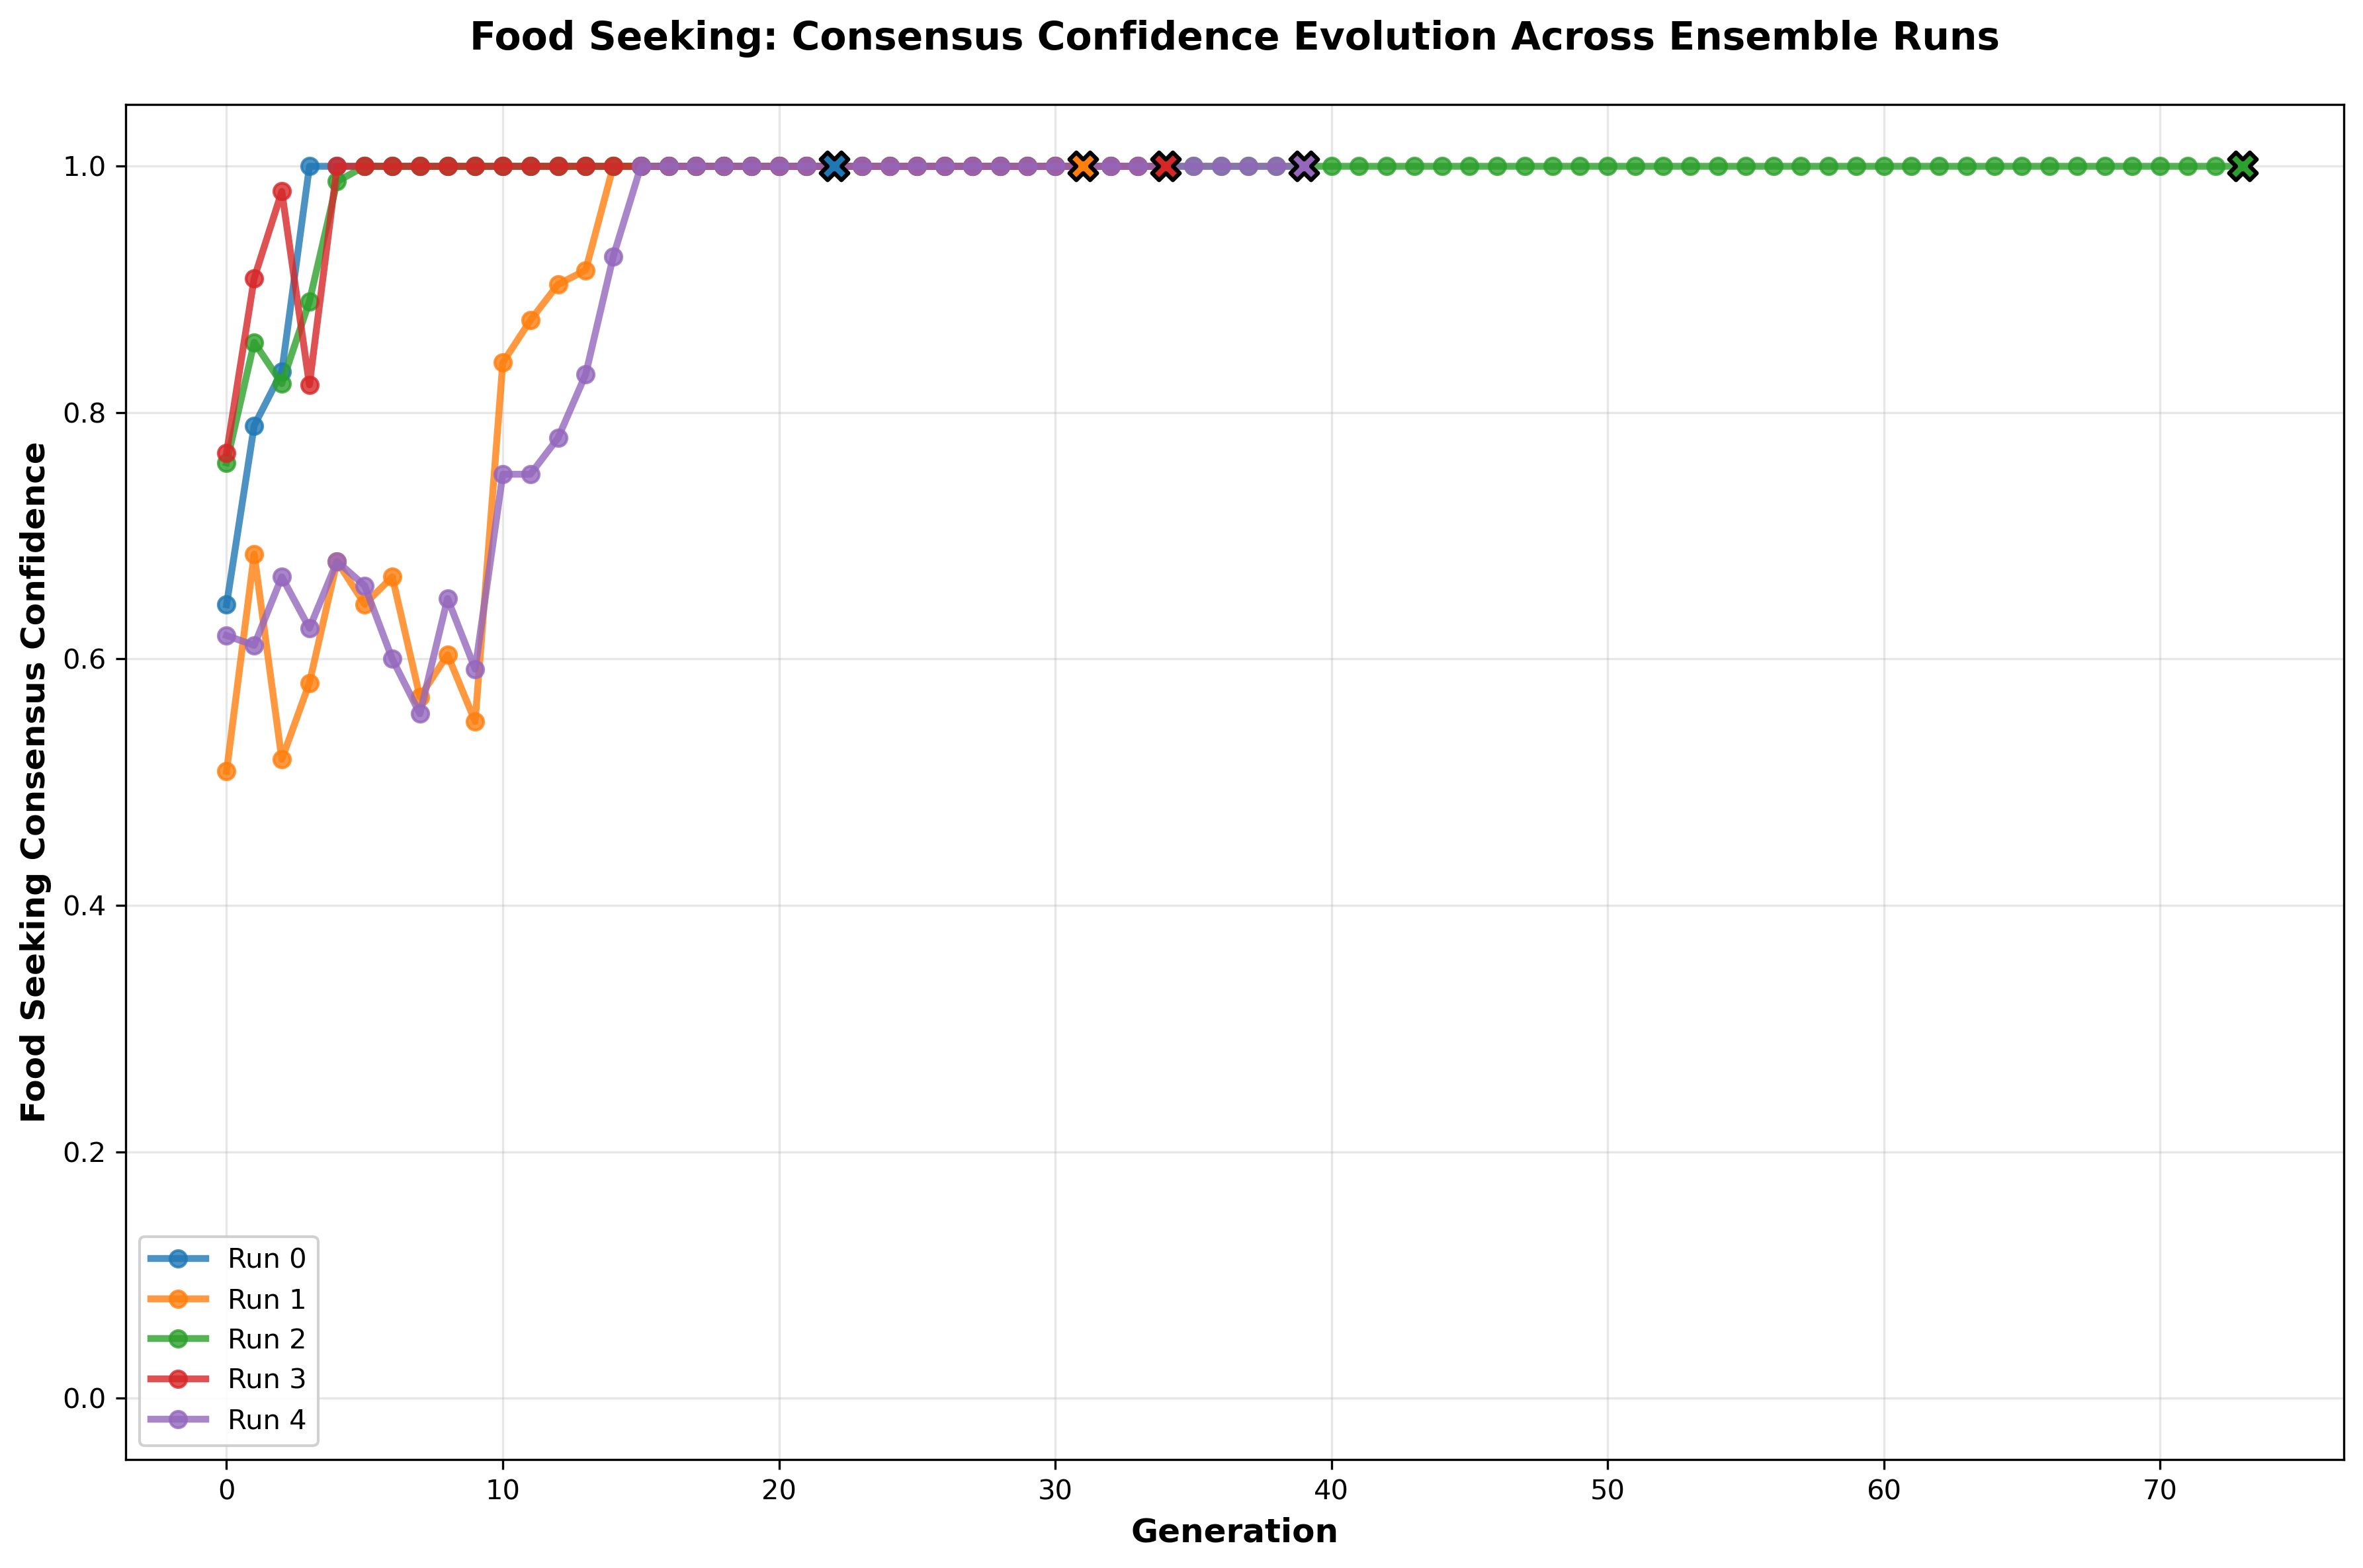 Food Seeking: Consensus Confidence Evolution Across Ensemble Runs
Food Seeking Consensus Confidence
1.0
0.8
0.6
0.4
0.2
0.0
Run 0
Run 1
Run 2
Run 3
Run 4
0 10 20 30 40 50 60 70
Generation